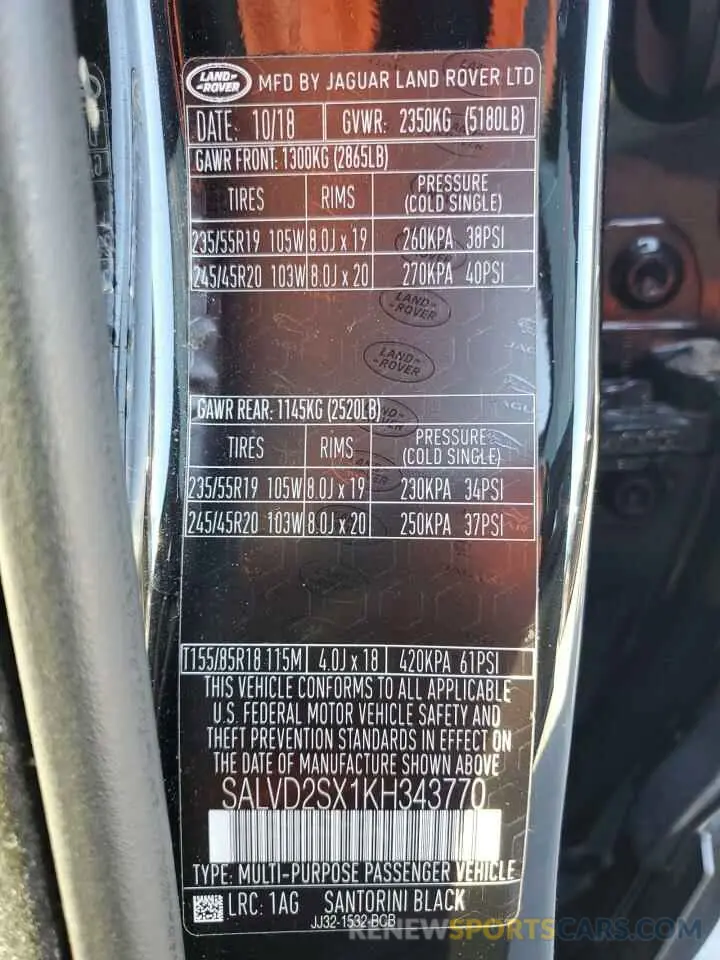 LAND-ROVER MFD BY JAGUAR LAND ROVER LTD
DATE: 10/18 GVWR: 2350KG (5180LB)
GAWR FRONT: 1300KG (2865LB)
TIRES RIMS PRESSURE (COLD SINGLE)
235/55R19 105W 8.0J x 19 260KPA 38PSI
245/45R20 103W 8.0J x 20 270KPA 40PSI
LAND-ROVER
LAND-ROVER
GAWR REAR: 1145KG (2520LB)
TIRES RIMS PRESSURE (COLD SINGLE)
235/55R19 105W 8.0J x 19 230KPA 34PSI
245/45R20 103W 8.0J x 20 250KPA 37PSI
T155/85R18 115M 4.0J x 18 420KPA 61PSI
THIS VEHICLE CONFORMS TO ALL APPLICABLE
U.S. FEDERAL MOTOR VEHICLE SAFETY AND
THEFT PREVENTION STANDARDS IN EFFECT ON
THE DATE OF MANUFACTURE SHOWN ABOVE
SALVD2SX1KH343770
TYPE: MULTI-PURPOSE PASSENGER VEHICLE
LRC: 1AG SANTORINI BLACK
JJ32-1532-BCB
RENEWSPORTSCARS.COM